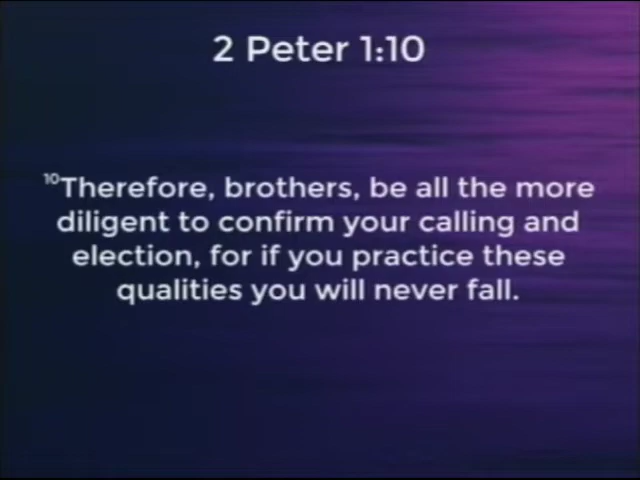 2 Peter 1:10
¹⁰Therefore, brothers, be all the more
diligent to confirm your calling and
election, for if you practice these
qualities you will never fall.